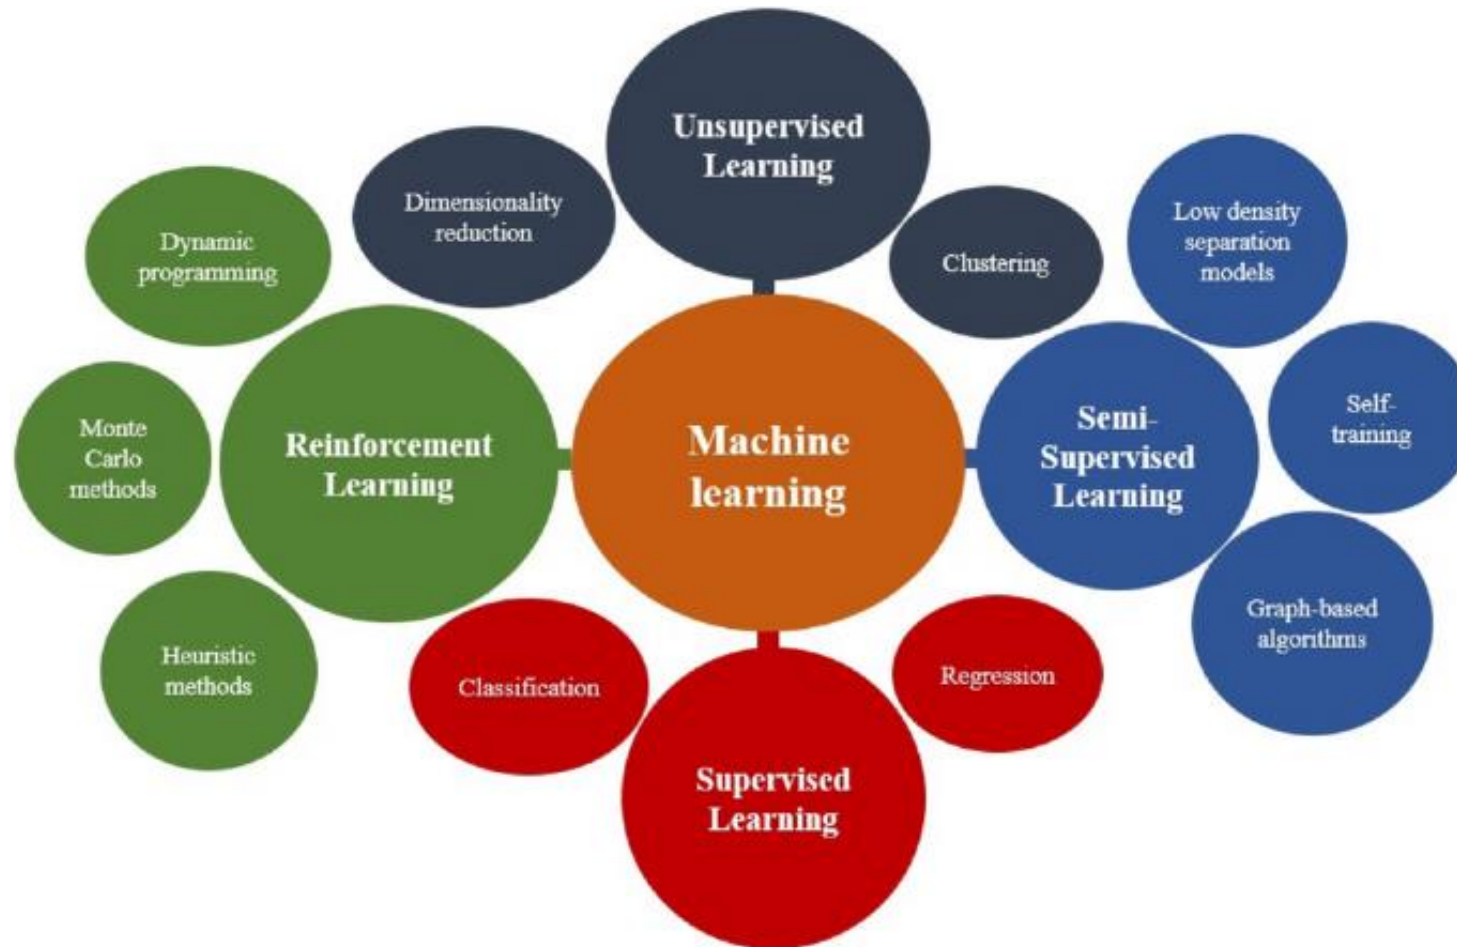 Unsupervised
Learning
Dimensionality
reduction
Clustering
Low density
separation
models
Dynamic
programming
Monte
Carlo
methods
Reinforcement
Learning
Machine
learning
Semi-
Supervised
Learning
Self-
training
Heuristic
methods
Classification
Regression
Graph-based
algorithms
Supervised
Learning